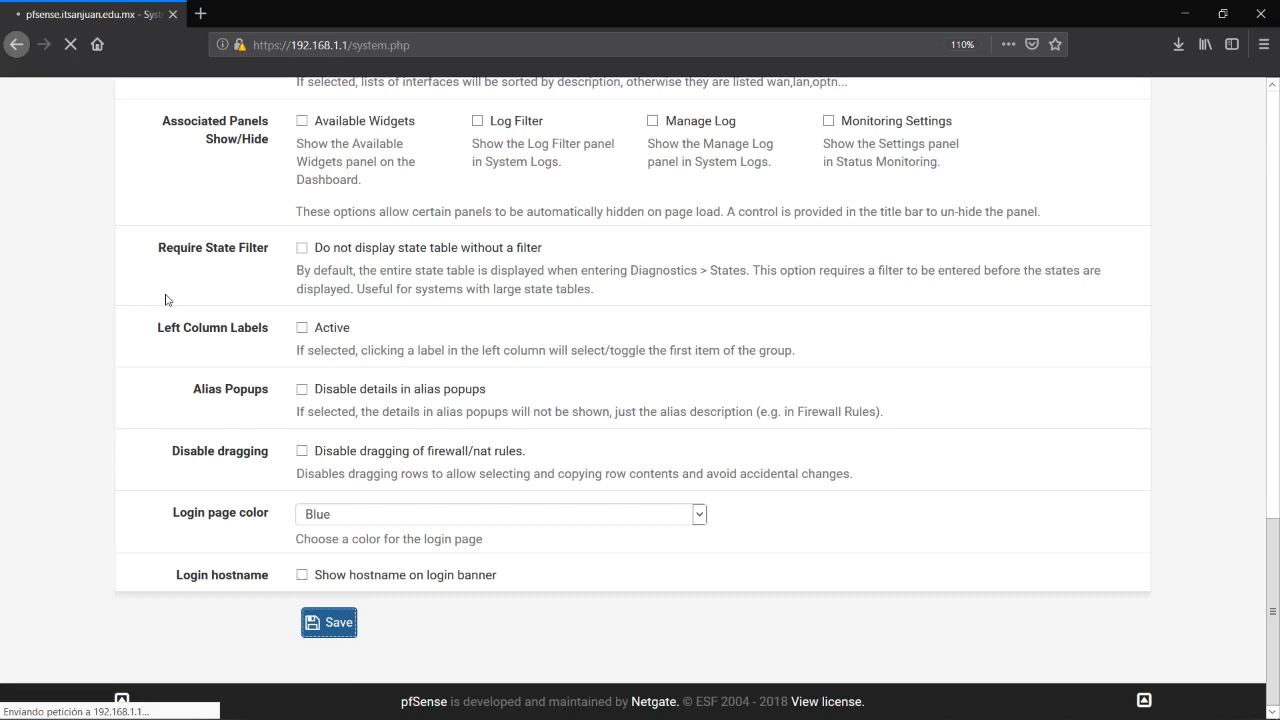 pfsense.itsanjuan.edu.mx - Syst
https://192.168.1.1/system.php
110%
If selected, lists of interfaces will be sorted by description, otherwise they are listed wan,lan,optn...
Associated Panels
Show/Hide
Available Widgets
Show the Available
Widgets panel on the
Dashboard.
Log Filter
Show the Log Filter panel
in System Logs.
Manage Log
Show the Manage Log
panel in System Logs.
Monitoring Settings
Show the Settings panel
in Status Monitoring.
These options allow certain panels to be automatically hidden on page load. A control is provided in the title bar to un-hide the panel.
Require State Filter
Do not display state table without a filter
By default, the entire state table is displayed when entering Diagnostics > States. This option requires a filter to be entered before the states are
displayed. Useful for systems with large state tables.
Left Column Labels
Active
If selected, clicking a label in the left column will select/toggle the first item of the group.
Alias Popups
Disable details in alias popups
If selected, the details in alias popups will not be shown, just the alias description (e.g. in Firewall Rules).
Disable dragging
Disable dragging of firewall/nat rules.
Disables dragging rows to allow selecting and copying row contents and avoid accidental changes.
Login page color
Blue
Choose a color for the login page
Login hostname
Show hostname on login banner
Save
pfSense is developed and maintained by Netgate. © ESF 2004 - 2018 View license.
Enviando petición a 192.168.1.1...